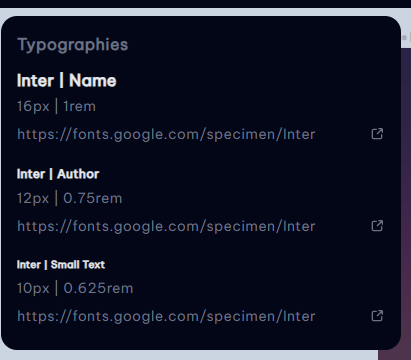 Typographies
Inter | Name
16px | 1rem
https://fonts.google.com/specimen/Inter
Inter | Author
12px | 0.75rem
https://fonts.google.com/specimen/Inter
Inter | Small Text
10px | 0.625rem
https://fonts.google.com/specimen/Inter